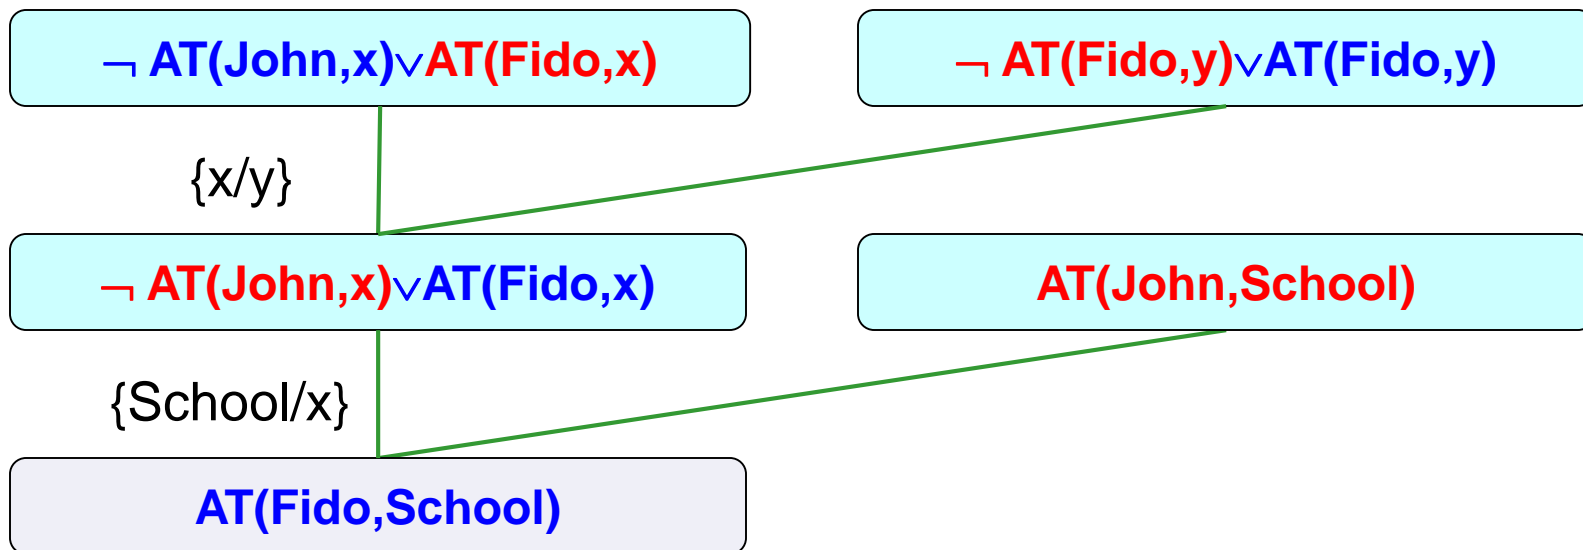 ¬ AT(John,x)∨AT(Fido,x)
¬ AT(Fido,y)∨AT(Fido,y)
{x/y}
¬ AT(John,x)∨AT(Fido,x)
AT(John,School)
{School/x}
AT(Fido,School)